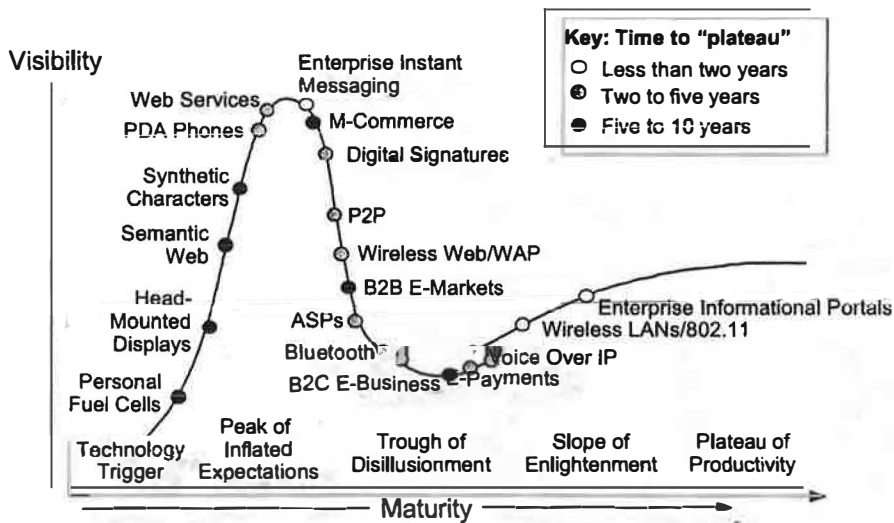 Visibility
Key: Time to “plateau”
Less than two years
Two to five years
Five to 10 years
Enterprise Instant
Messaging
Web Services
PDA Phones
M-Commerce
Digital Signatures
Synthetic
Characters
P2P
Semantic
Web
Wireless Web/WAP
B2B E-Markets
Head-
Mounted
Displays
ASPs
Enterprise Informational Portals
Wireless LANs/802.11
Bluetooth
Voice Over IP
B2C E-Business
E-Payments
Personal
Fuel Cells
Technology
Trigger
Peak of
Inflated
Expectations
Trough of
Disillusionment
Slope of
Enlightenment
Plateau of
Productivity
Maturity